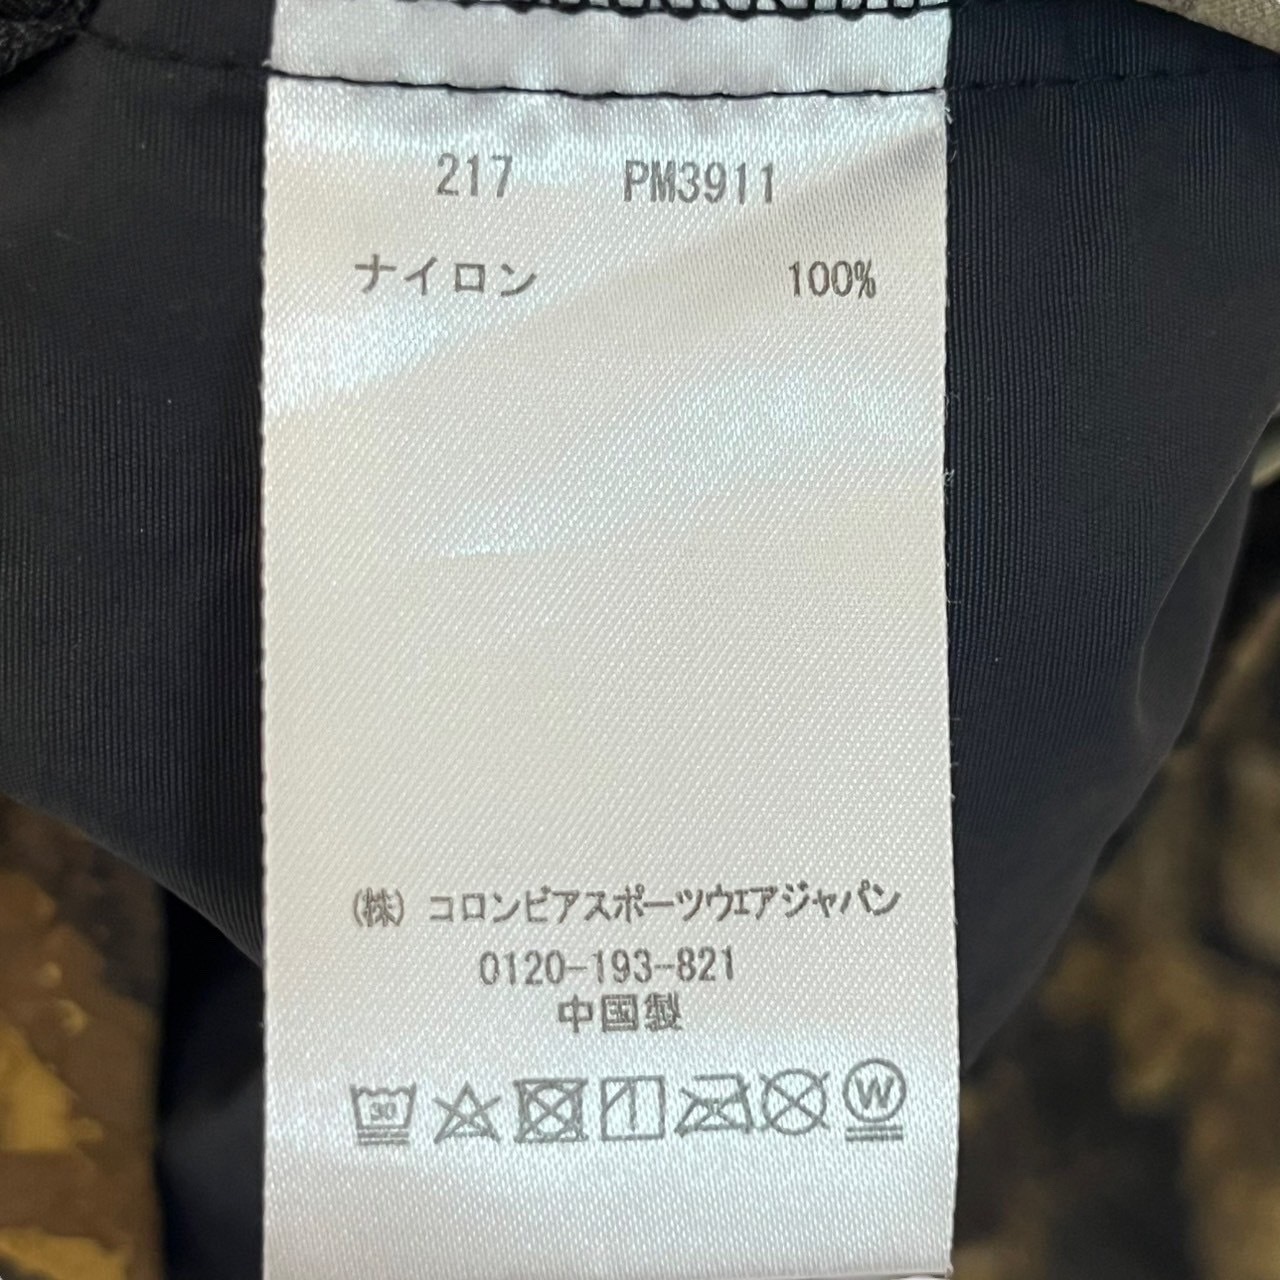 217 PM3911
ナイロン 100%
(株) コロンビアスポーツウエアジャパン
0120-193-821
中国製
30 W